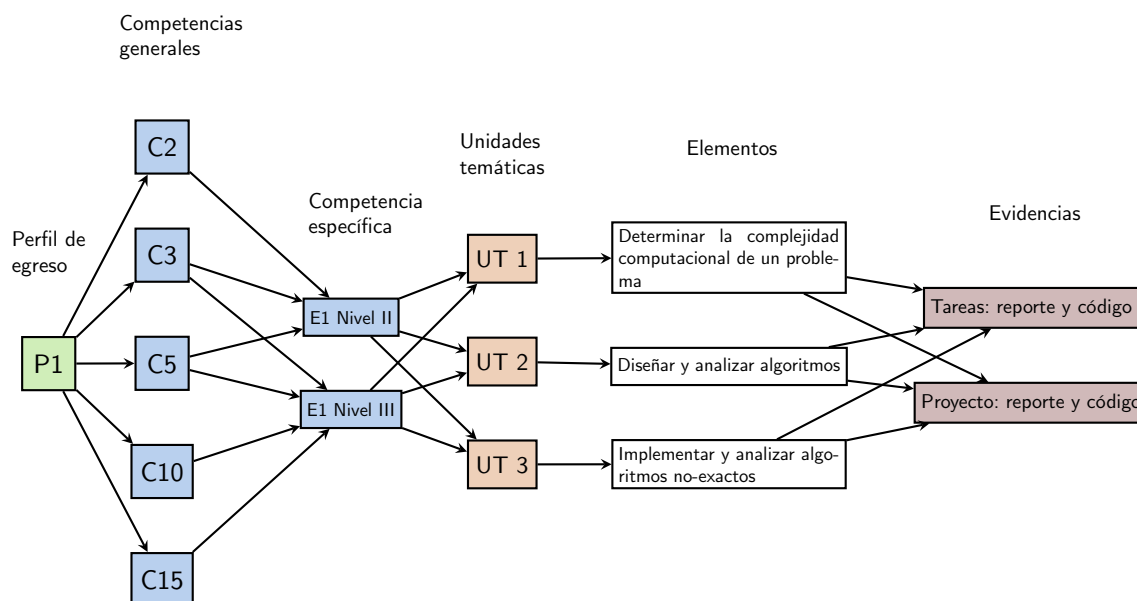 Competencias
generales
C2
Unidades
temáticas
Elementos
Competencia
específica
Evidencias
Perfil de
egreso
C3
UT 1
Determinar la complejidad
computacional de un proble-
ma
E1 Nivel II
Tareas: reporte y código
P1
C5
UT 2
Diseñar y analizar algoritmos
E1 Nivel III
Proyecto: reporte y código
C10
UT 3
Implementar y analizar algo-
ritmos no-exactos
C15